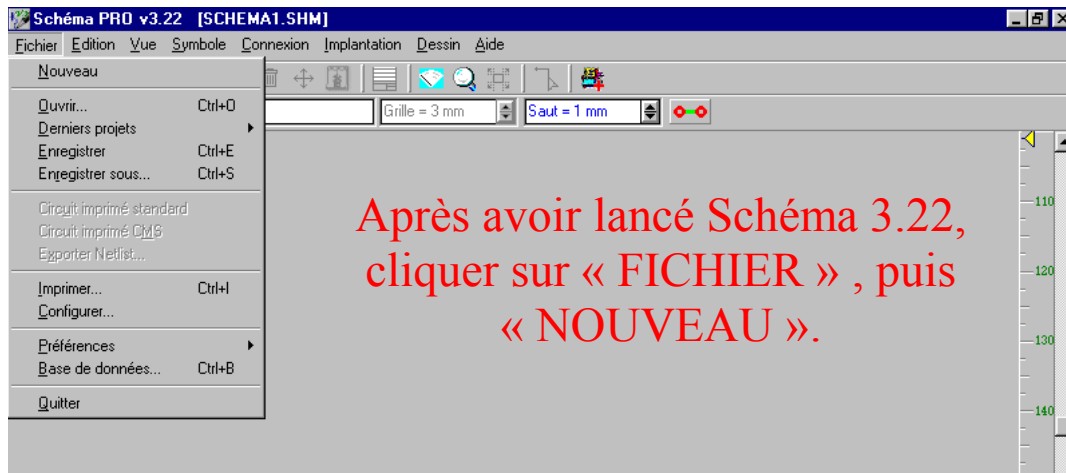 Schéma PRO v3.22 [SCHEMA1.SHM]
Fichier Edition Vue Symbole Connexion Implantation Dessin Aide
Nouveau
Grille = 3 mm Saut = 1 mm
Ouvrir... Ctrl+O
Derniers projets
Enregistrer Ctrl+E
Enregistrer sous... Ctrl+S
Circuit imprimé standard
Circuit imprimé CMS
Exporter Netlist...
Imprimer... Ctrl+I
Configurer...
Préférences
Base de données... Ctrl+B
Quitter
Après avoir lancé Schéma 3.22,
cliquer sur « FICHIER » , puis
« NOUVEAU ».
110
120
130
140